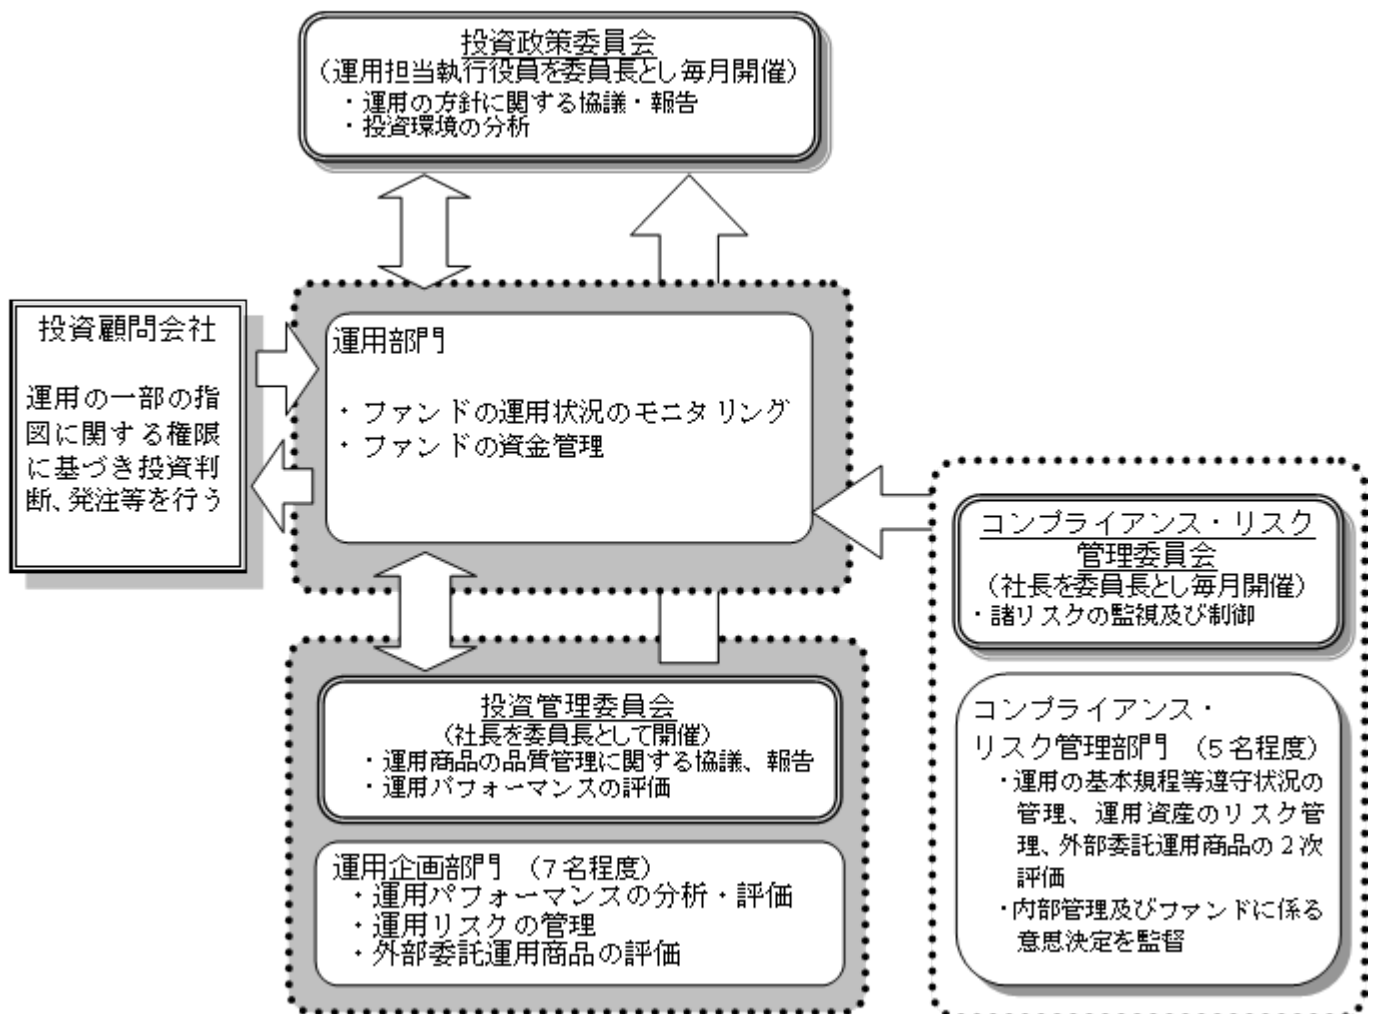 投資政策委員会
(運用担当執行役員を委員長とし毎月開催)
・運用の方針に関する協議・報告
・投資環境の分析
投資顧問会社
運用の一部の指
図に関する権限
に基づき投資判
断、発注等を行う
運用部門
・ファンドの運用状況のモニタリング
・ファンドの資金管理
コンプライアンス・リスク
管理委員会
(社長を委員長とし毎月開催)
・諸リスクの監視及び制御
投資管理委員会
(社長を委員長として開催)
・運用商品の品質管理に関する協議、報告
・運用パフォーマンスの評価
運用企画部門 (7名程度)
・運用パフォーマンスの分析・評価
・運用リスクの管理
・外部委託運用商品の評価
コンプライアンス・
リスク管理部門 (5名程度)
・運用の基本規程等遵守状況の
管理、運用資産のリスク管
理、外部委託運用商品の2次
評価
・内部管理及びファンドに係る
意思決定を監督